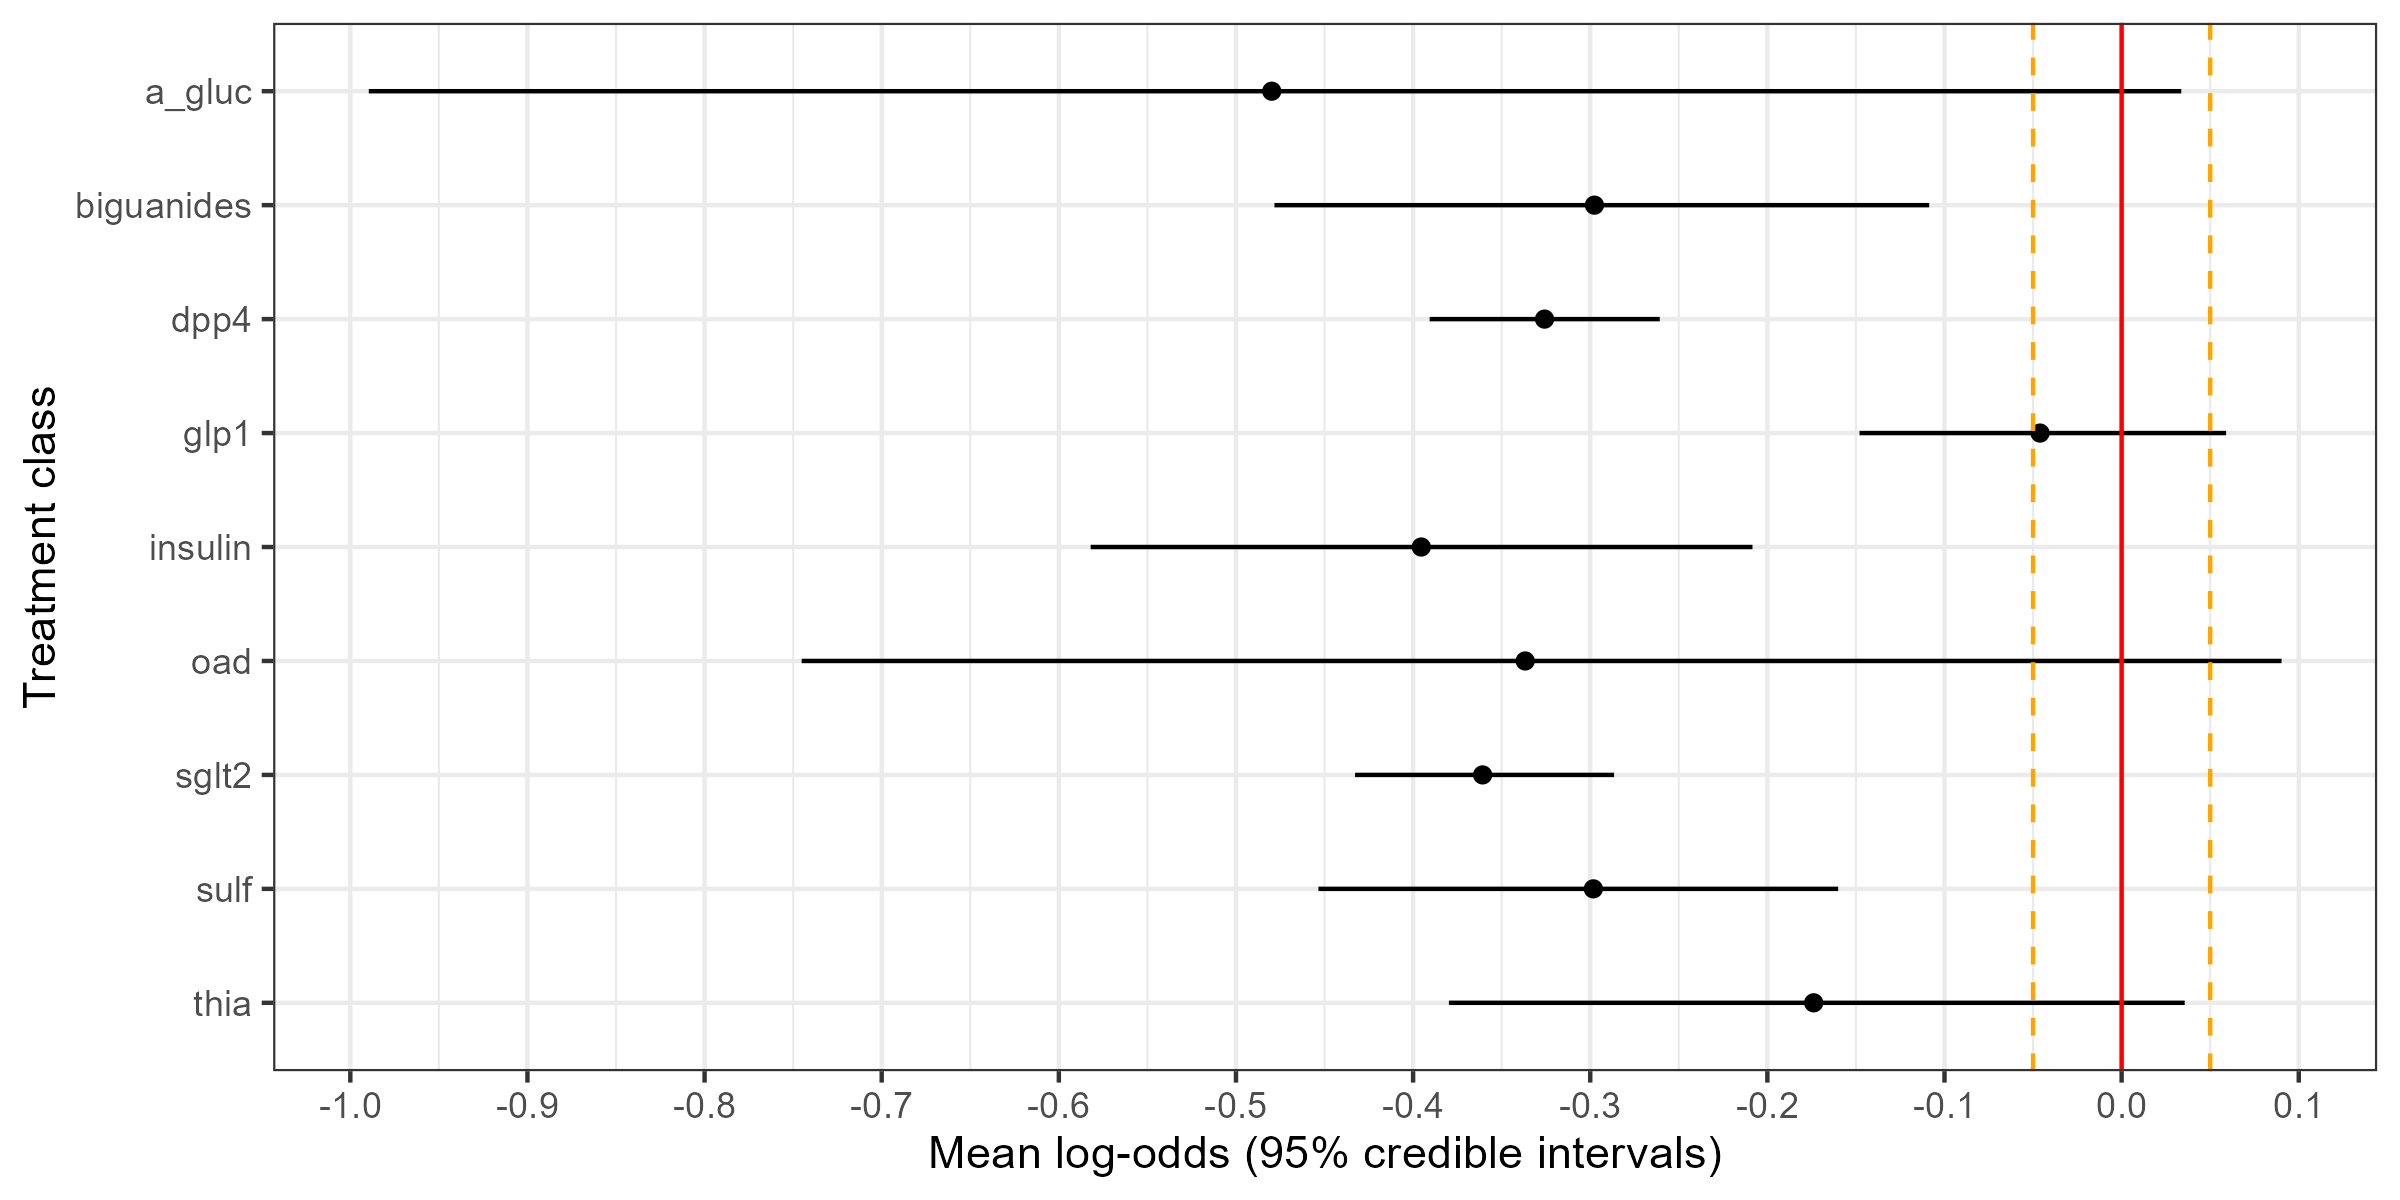 Treatment class
a_gluc
biguanides
dpp4
glp1
insulin
oad
sglt2
sulf
thia
-1.0 -0.9 -0.8 -0.7 -0.6 -0.5 -0.4 -0.3 -0.2 -0.1 0.0 0.1
Mean log-odds (95% credible intervals)